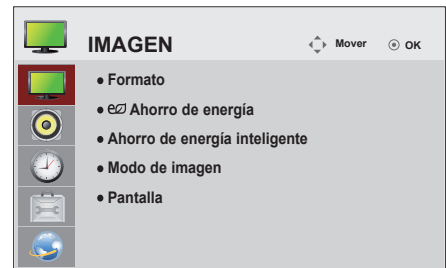 IMAGEN
Mover
OK
• Formato
• Ahorro de energía
• Ahorro de energía inteligente
• Modo de imagen
• Pantalla